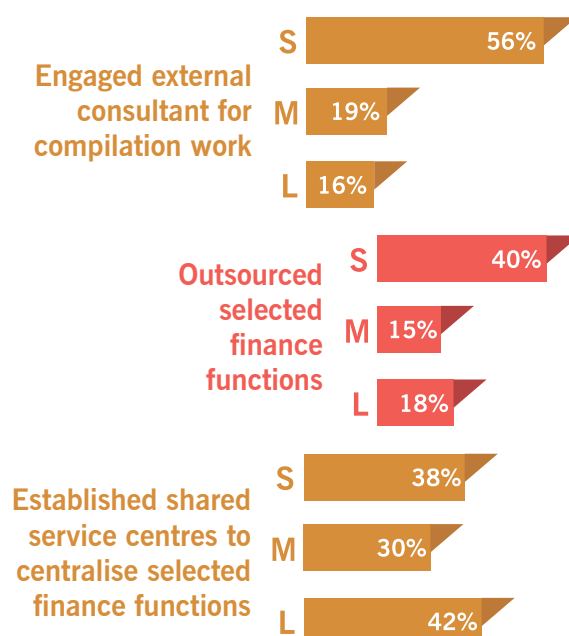 S 56%
Engaged external
consultant for
compilation work
M 19%
L 16%
Outsourced
selected
finance
functions
S 40%
M 15%
L 18%
Established shared
service centres to
centralise selected
finance functions
S 38%
M 30%
L 42%